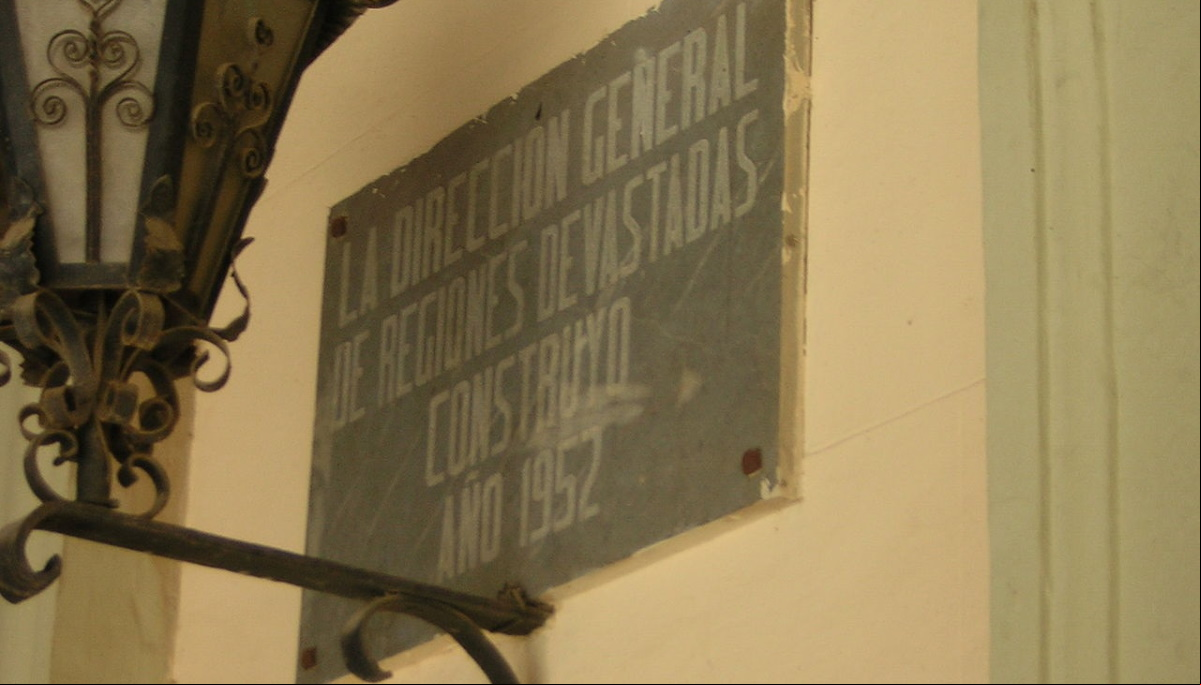 LA DIRECCION GENERAL
DE REGIONES DEVASTADAS
CONSTRUYO
AÑO 1952